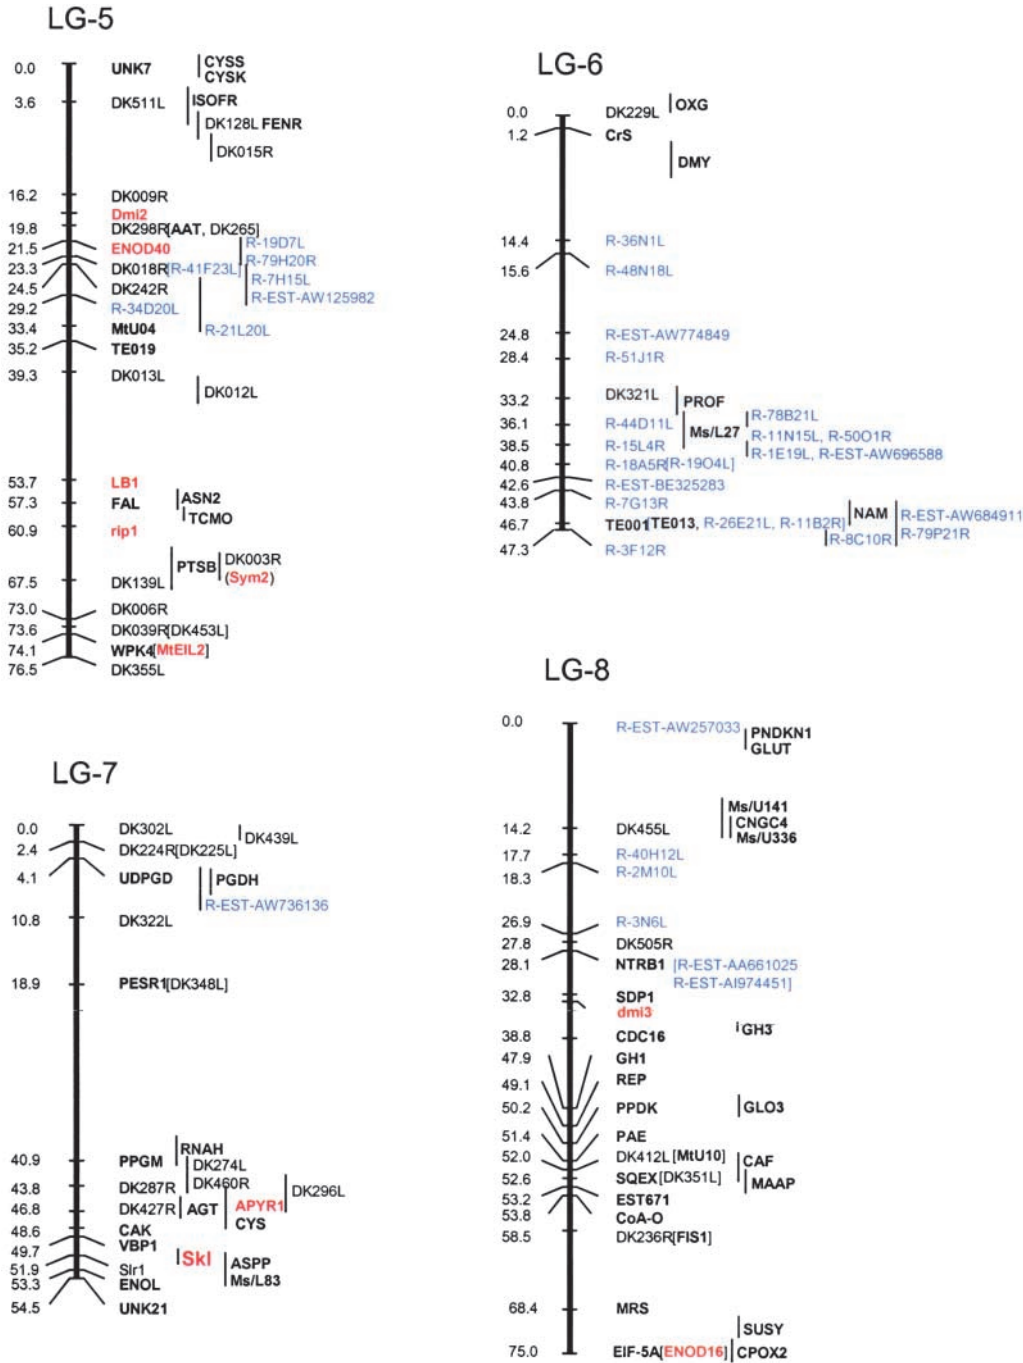 LG-5
0.0 UNK7 CYSS
CYSK
3.6 DK511L ISOFR
DK128L FENR
DK015R
16.2 DK009R
Dmi2
19.8 DK298R[AAT, DK265]
21.5 ENOD40 R-19D7L
R-79H20R
23.3 DK018R[R-41F23L] R-7H15L
24.5 DK242R R-EST-AW125982
29.2 R-34D20L
33.4 MtU04 R-21L20L
35.2 TE019
39.3 DK013L
DK012L
53.7 LB1
57.3 FAL ASN2
TCMO
60.9 rip1
PTSB DK003R
(Sym2)
67.5 DK139L
73.0 DK006R
73.6 DK039R[DK453L]
74.1 WPK4[MtEIL2]
76.5 DK355L
LG-6
0.0 DK229L OXG
1.2 CrS
DMY
14.4 R-36N1L
15.6 R-48N18L
24.8 R-EST-AW774849
28.4 R-51J1R
33.2 DK321L PROF
36.1 R-44D11L Ms/L27 R-78B21L
R-11N15L, R-50O1R
38.5 R-15L4R R-1E19L, R-EST-AW696588
40.8 R-18A5R[R-19O4L]
42.6 R-EST-BE325283
43.8 R-7G13R
NAM R-EST-AW684911
46.7 TE001[TE013, R-26E21L, R-11B2R]
R-8C10R R-79P21R
47.3 R-3F12R
LG-7
0.0 DK302L
DK439L
2.4 DK224R[DK225L]
4.1 UDPGD PGDH
R-EST-AW736136
10.8 DK322L
18.9 PESR1[DK348L]
RNAH
40.9 PPGM DK274L
43.8 DK287R DK460R DK296L
46.8 DK427R AGT APYR1
CYS
48.6 CAK
49.7 VBP1
Skl
51.9 Slr1 ASPP
53.3 ENOL Ms/L83
54.5 UNK21
LG-8
0.0 R-EST-AW257033 PNDKN1
GLUT
Ms/U141
14.2 DK455L CNGC4
Ms/U336
17.7 R-40H12L
18.3 R-2M10L
26.9 R-3N6L
27.8 DK505R
28.1 NTRB1 [R-EST-AA661025
R-EST-AI974451]
32.8 SDP1
dmi3
38.8 CDC16 GH3
47.9 GH1
49.1 REP
50.2 PPDK GLO3
51.4 PAE
52.0 DK412L [MtU10] CAF
52.6 SQEX[DK351L] MAAP
53.2 EST671
53.8 CoA-O
58.5 DK236R[FIS1]
68.4 MRS
SUSY
75.0 EIF-5A[ENOD16] CPOX2